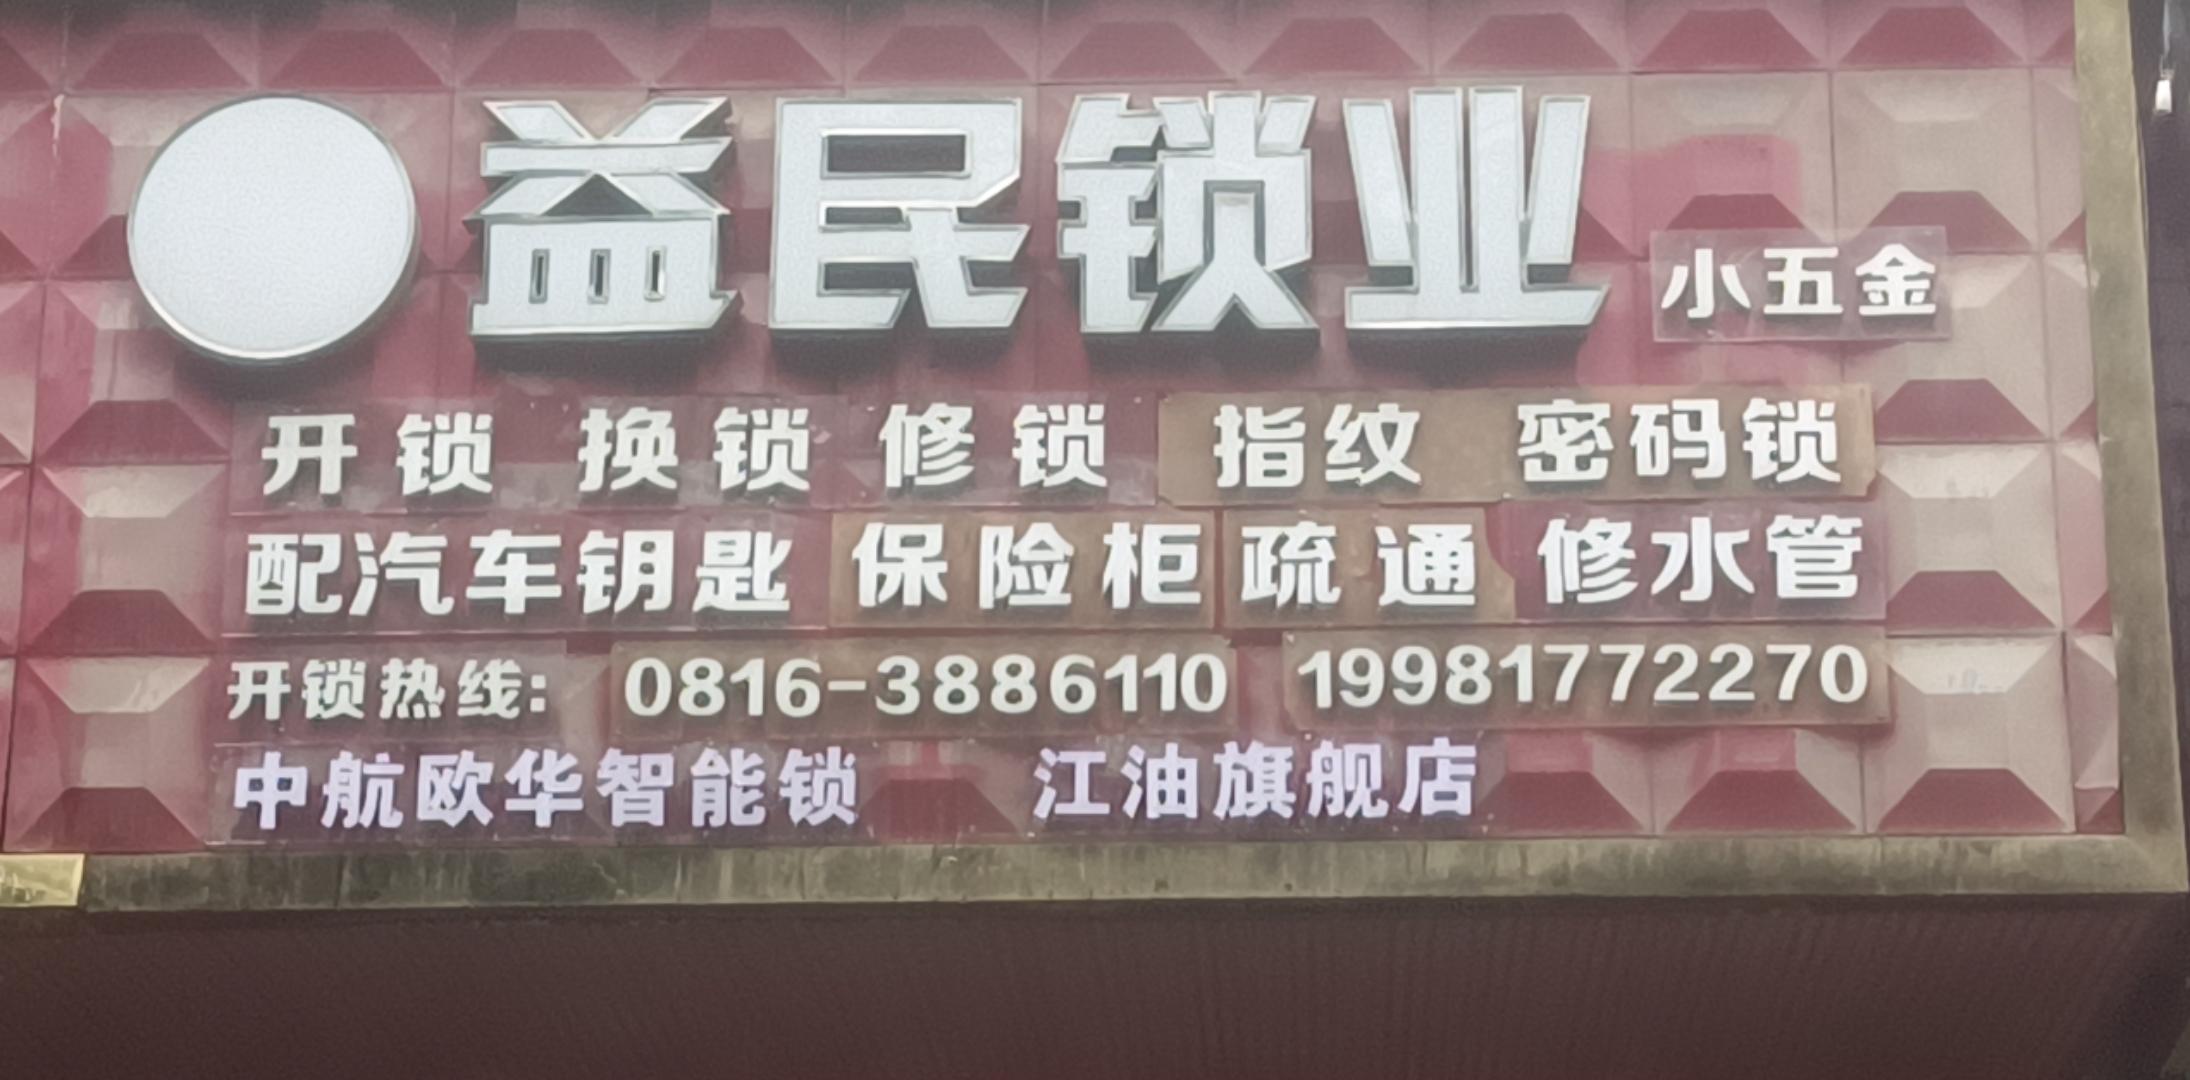 益民锁业 小五金
开锁 换锁 修锁 指纹 密码锁
配汽车钥匙 保险柜 疏通 修水管
开锁热线: 0816-3886110 19981772270
中航欧华智能锁 江油旗舰店